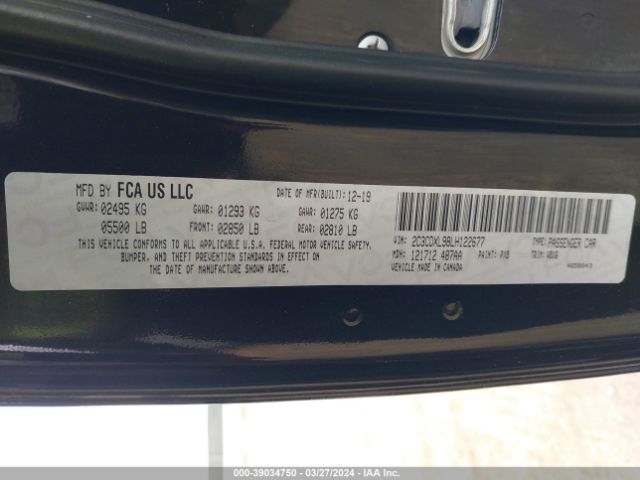 MFD BY FCA US LLC
DATE OF MFR(BUILT): 12-19
GVWR: 02495 KG
GAWR: 01293 KG
GAWR: 01275 KG
05500 LB
FRONT: 02850 LB
REAR: 02810 LB
THIS VEHICLE CONFORMS TO ALL APPLICABLE U.S.A. FEDERAL MOTOR VEHICLE SAFETY,
BUMPER, AND THEFT PREVENTION STANDARDS IN EFFECT ON
THE DATE OF MANUFACTURE SHOWN ABOVE.
VIN: 2C3CDXL98LH122677
TYPE: PASSENGER CAR
MDH: 121712 487AA
PAINT: PXB
TRIM:
VEHICLE MADE IN CANADA
000-39034750 - 03/27/2024 - IAA Inc.